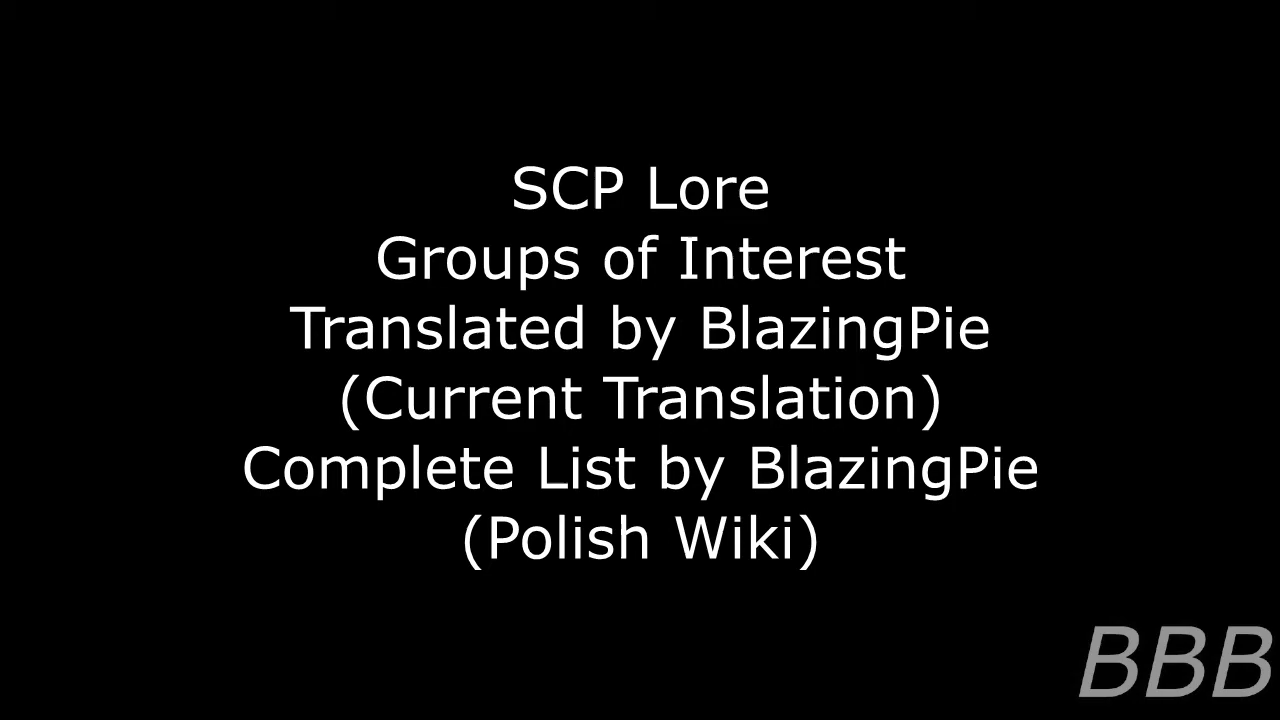 SCP Lore
Groups of Interest
Translated by BlazingPie
(Current Translation)
Complete List by BlazingPie
(Polish Wiki)
BBB